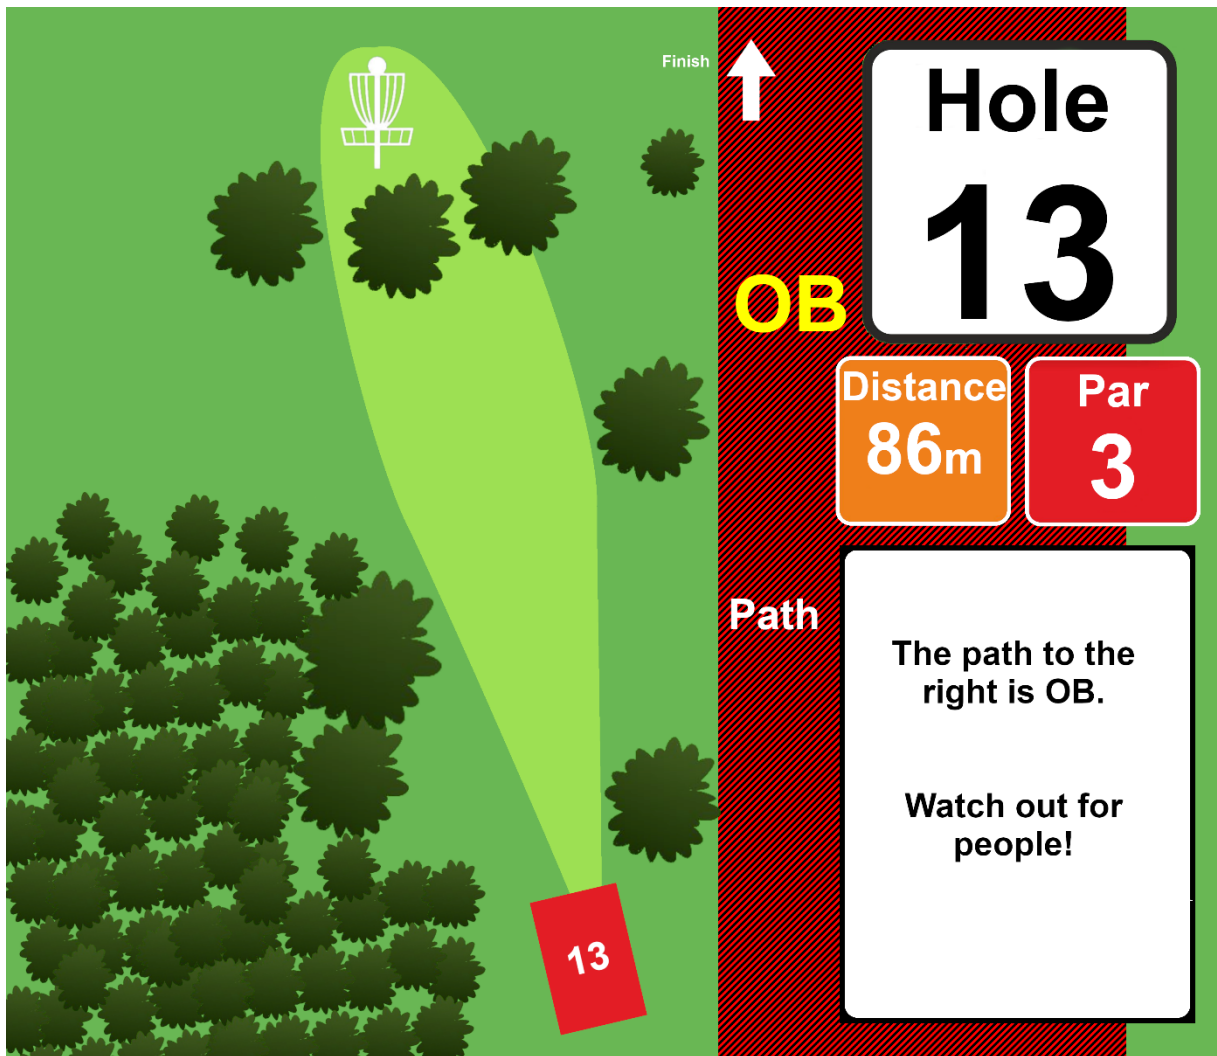 Finish
Hole
13
OB
Distance
86m
Par
3
Path
The path to the
right is OB.
Watch out for
people!
13